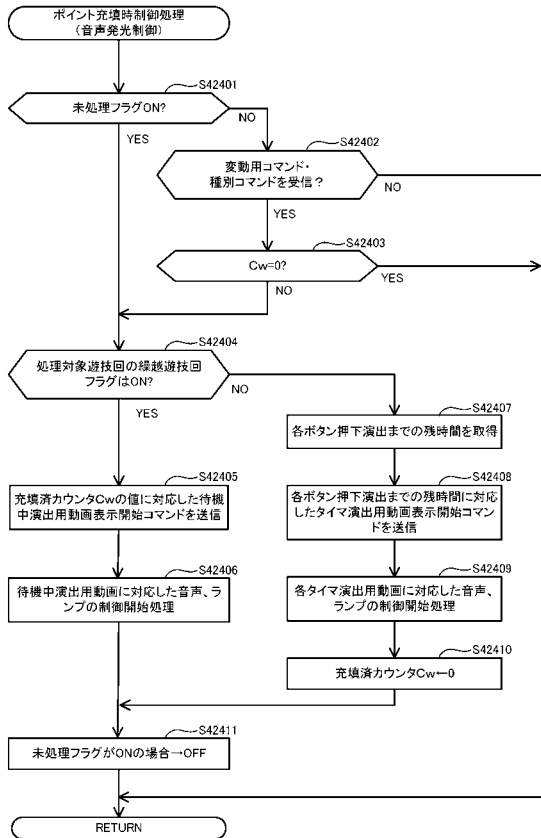 ポイント充填時制御処理
（音声発光制御）
S42401
未処理フラグON?
NO
YES
S42402
変動用コマンド・
種別コマンドを受信？
NO
YES
S42403
Cw=0?
YES
NO
S42404
処理対象遊技回の繰越遊技回
フラグはON?
NO
YES
S42407
各ボタン押下演出までの残時間を取得
S42405
充填済カウンタCwの値に対応した待機
中演出用動画表示開始コマンドを送信
S42408
各ボタン押下演出までの残時間に対応
したタイマ演出用動画表示開始コマン
ドを送信
S42406
待機中演出用動画に対応した音声、ラ
ンプの制御開始処理
S42409
各タイマ演出用動画に対応した音声、
ランプの制御開始処理
S42410
充填済カウンタCw←0
S42411
未処理フラグがONの場合→OFF
RETURN